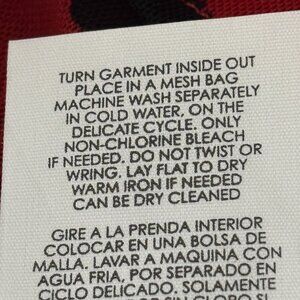 TURN GARMENT INSIDE OUT
PLACE IN A MESH BAG
MACHINE WASH SEPARATELY
IN COLD WATER, ON THE
DELICATE CYCLE. ONLY
NON-CHLORINE BLEACH
IF NEEDED. DO NOT TWIST OR
WRING. LAY FLAT TO DRY
WARM IRON IF NEEDED
CAN BE DRY CLEANED
GIRE A LA PRENDA INTERIOR
COLOCAR EN UNA BOLSA DE
MALLA. LAVAR A MAQUINA CON
AGUA FRIA, POR SEPARADO EN
CICLO DELICADO. SOLAMENTE